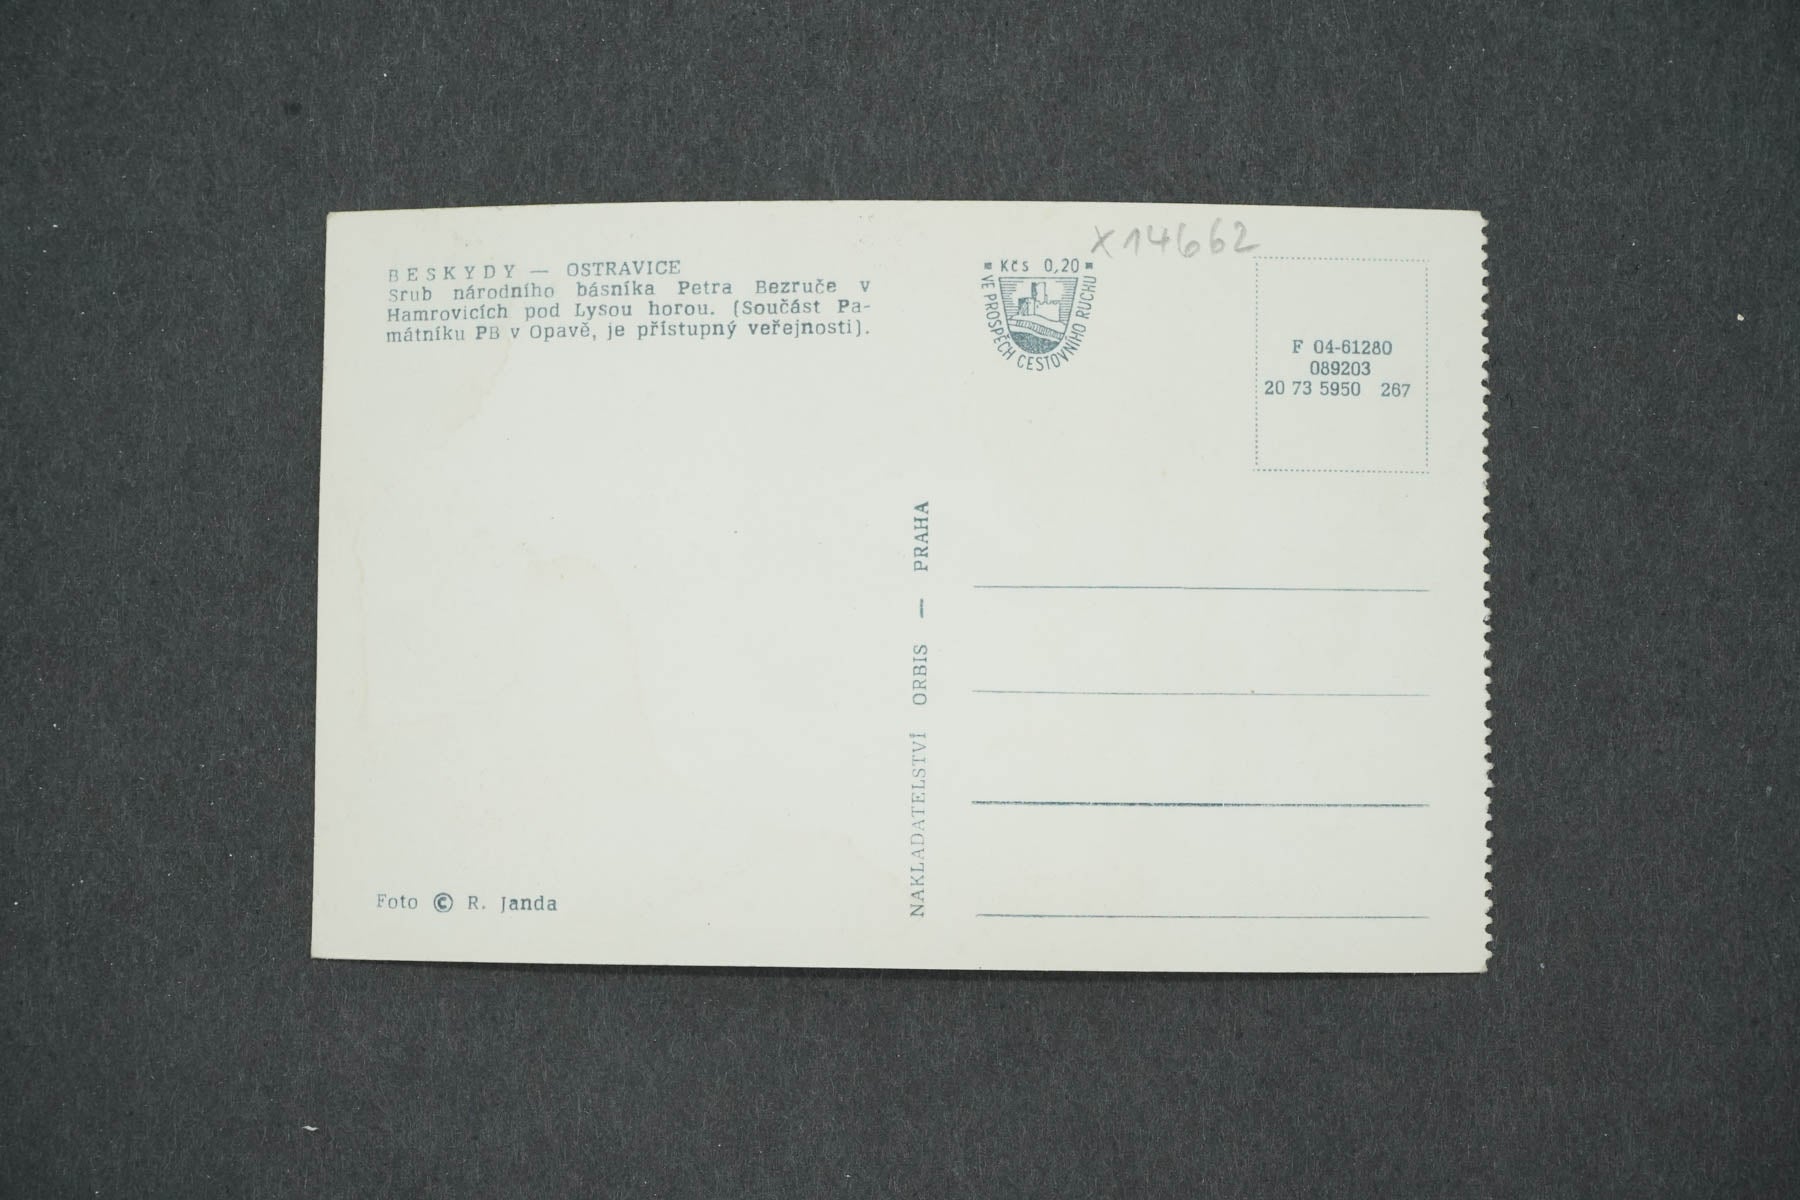 BESKYDY — OSTRAVICE
Srub národního básníka Petra Bezruče v
Hamrovicích pod Lysou horou. (Součást Pa-
mátníku PB v Opavě, je přístupný veřejnosti).
Foto © R. Janda
NAKLADATELSTVÍ ORBIS — PRAHA
x14662
Kčs 0,20
VE PROSPĚCH CESTOVNÍHO RUCHU
F 04-61280
089203
20 73 5950 267